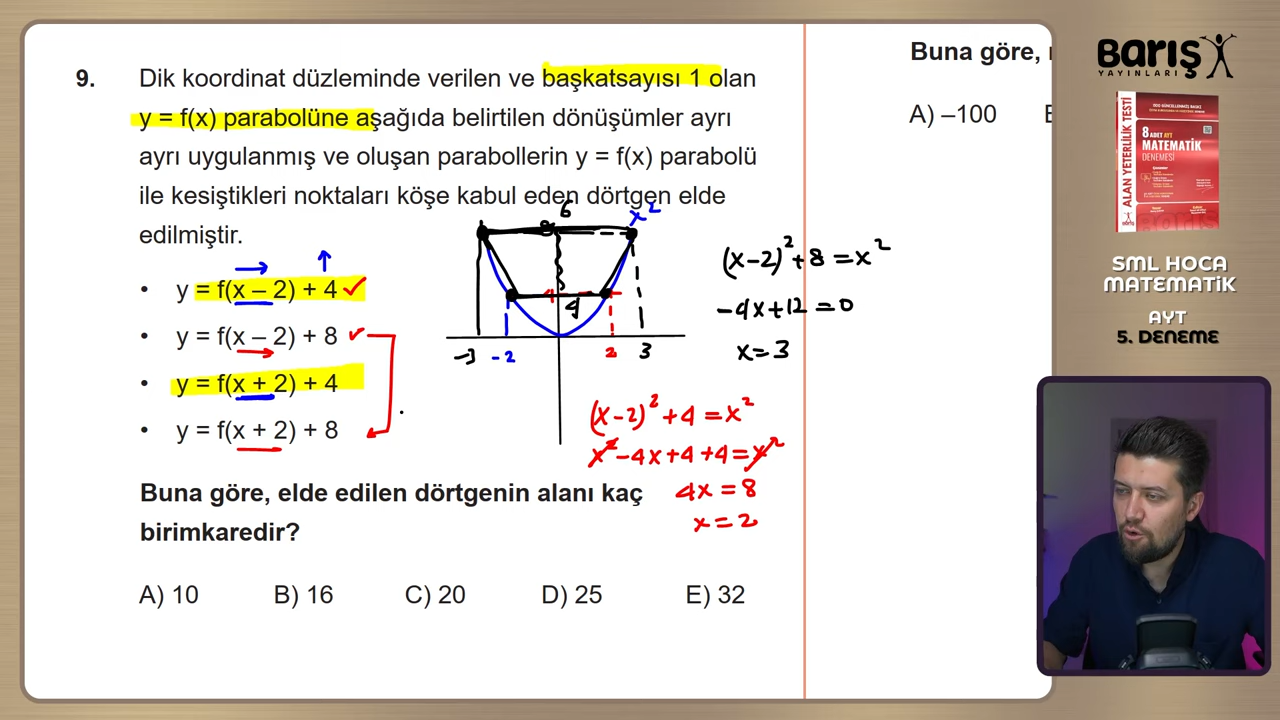 9. Dik koordinat düzleminde verilen ve başkatsayısı 1 olan
y = f(x) parabolüne aşağıda belirtilen dönüşümler ayrı
ayrı uygulanmış ve oluşan parabollerin y = f(x) parabolü
ile kesiştikleri noktaları köşe kabul eden dörtgen elde
edilmiştir.
• y = f(x – 2) + 4
• y = f(x – 2) + 8
• y = f(x + 2) + 4
• y = f(x + 2) + 8
6
x²
4
-3 -2 2 3
(x-2)²+8=x²
-4x+12=0
x=3
(x-2)²+4=x²
x²-4x+4+4=x²
4x=8
x=2
Buna göre, elde edilen dörtgenin alanı kaç
birimkaredir?
A) 10 B) 16 C) 20 D) 25 E) 32
Buna göre,
A) –100
BARIŞ
YAYINLARI
ALAN YETERLİLİK TESTİ
8 ADET AYT
MATEMATİK
DENEMESİ
SML HOCA
MATEMATİK
AYT
5. DENEME